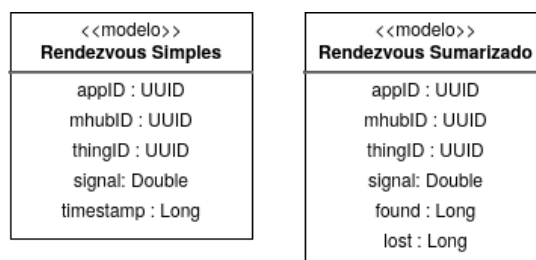 <<modelo>>
Rendezvous Simples
appID : UUID
mhubID : UUID
thingID : UUID
signal: Double
timestamp : Long
<<modelo>>
Rendezvous Sumarizado
appID : UUID
mhubID : UUID
thingID : UUID
signal: Double
found : Long
lost : Long